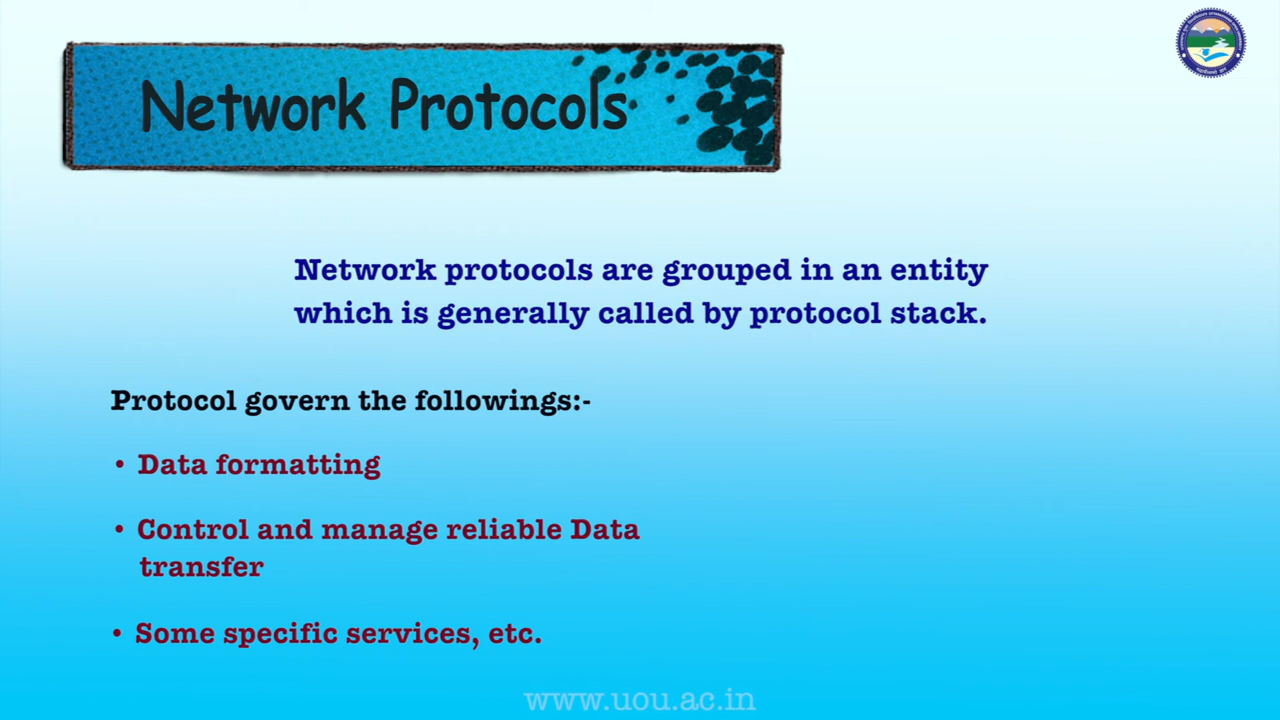 Network Protocols
Network protocols are grouped in an entity
which is generally called by protocol stack.
Protocol govern the followings:-
• Data formatting
• Control and manage reliable Data
transfer
• Some specific services, etc.
www.uou.ac.in